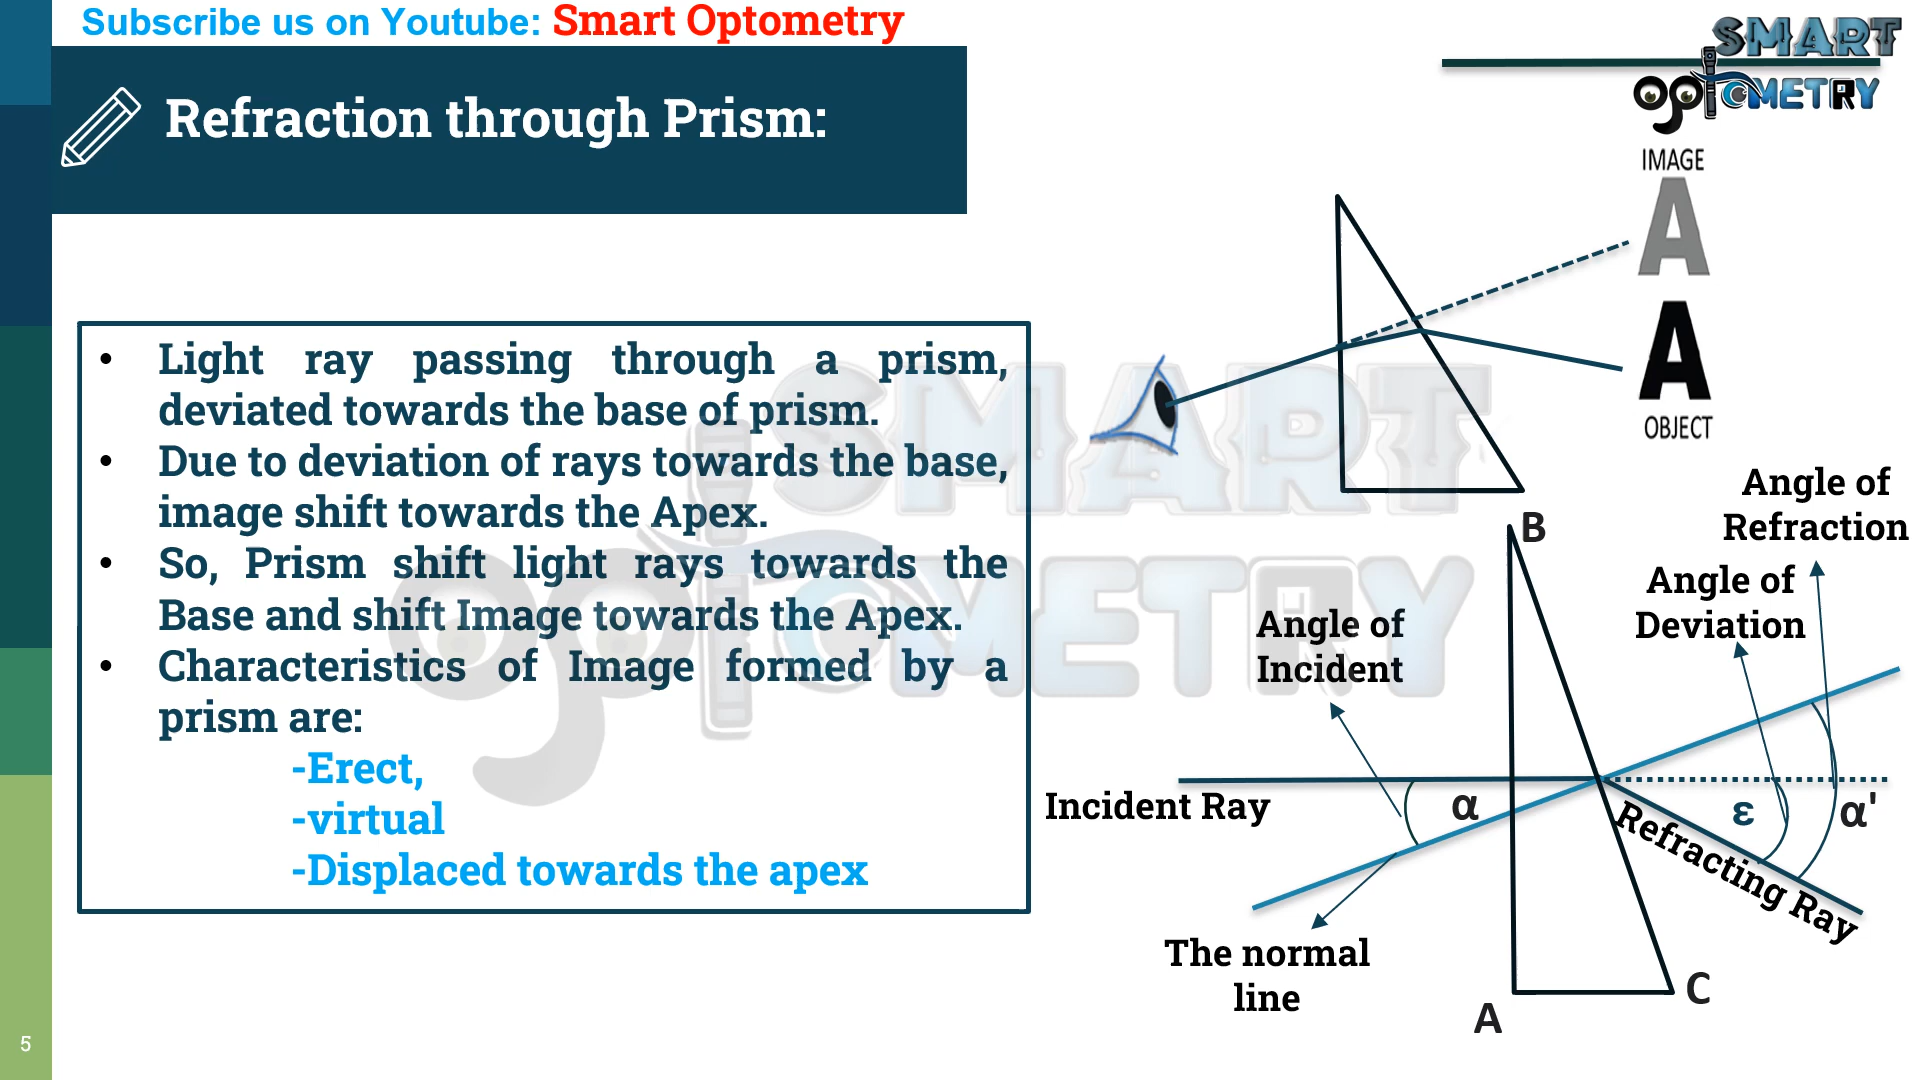 Subscribe us on Youtube: Smart Optometry
SMART
OPTOMETRY
Refraction through Prism:
IMAGE
A
A
OBJECT
• Light ray passing through a prism,
deviated towards the base of prism.
• Due to deviation of rays towards the base,
image shift towards the Apex.
• So, Prism shift light rays towards the
Base and shift Image towards the Apex.
• Characteristics of Image formed by a
prism are:
-Erect,
-virtual
-Displaced towards the apex
SMART
OPTOMETRY
Angle of
Refraction
B
Angle of
Deviation
Angle of
Incident
Incident Ray
α
ε
α'
Refracting Ray
The normal
line
C
A
5